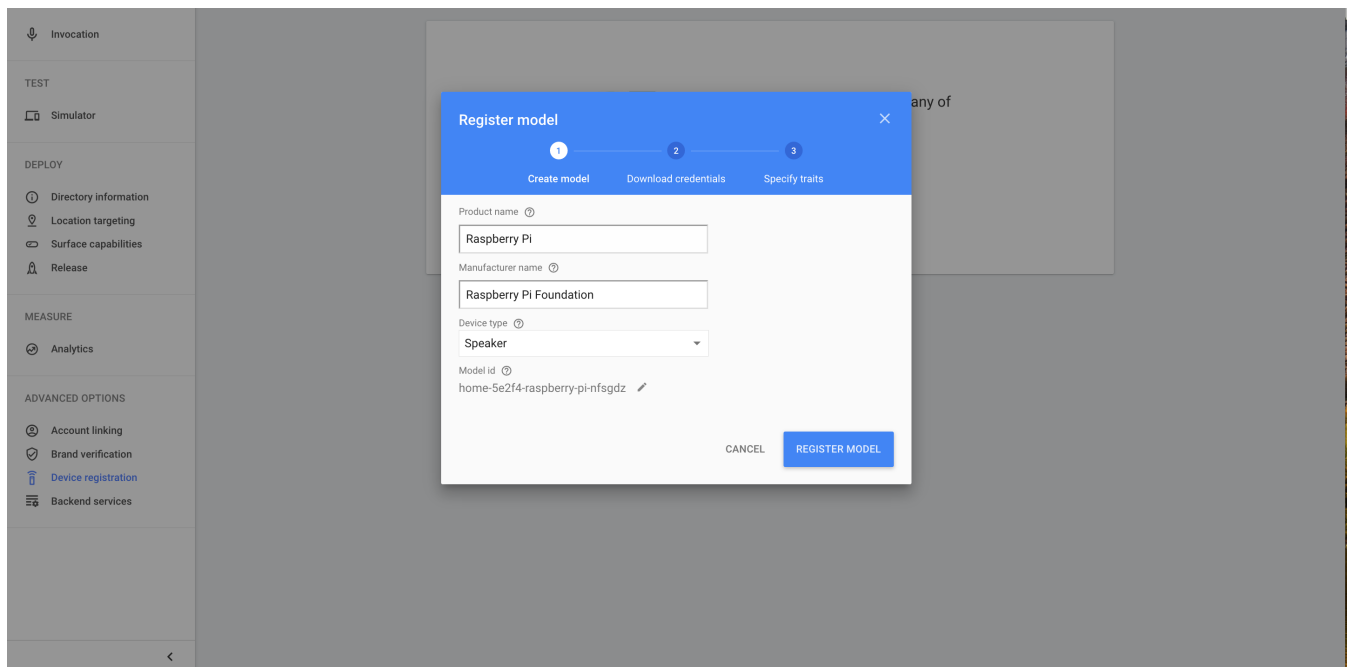 Invocation
TEST
Simulator
DEPLOY
Directory information
Location targeting
Surface capabilities
Release
MEASURE
Analytics
ADVANCED OPTIONS
Account linking
Brand verification
Device registration
Backend services
any of
Register model
1 2 3
Create model Download credentials Specify traits
Product name
Raspberry Pi
Manufacturer name
Raspberry Pi Foundation
Device type
Speaker
Model id
home-5e2f4-raspberry-pi-nfsgdz
CANCEL REGISTER MODEL